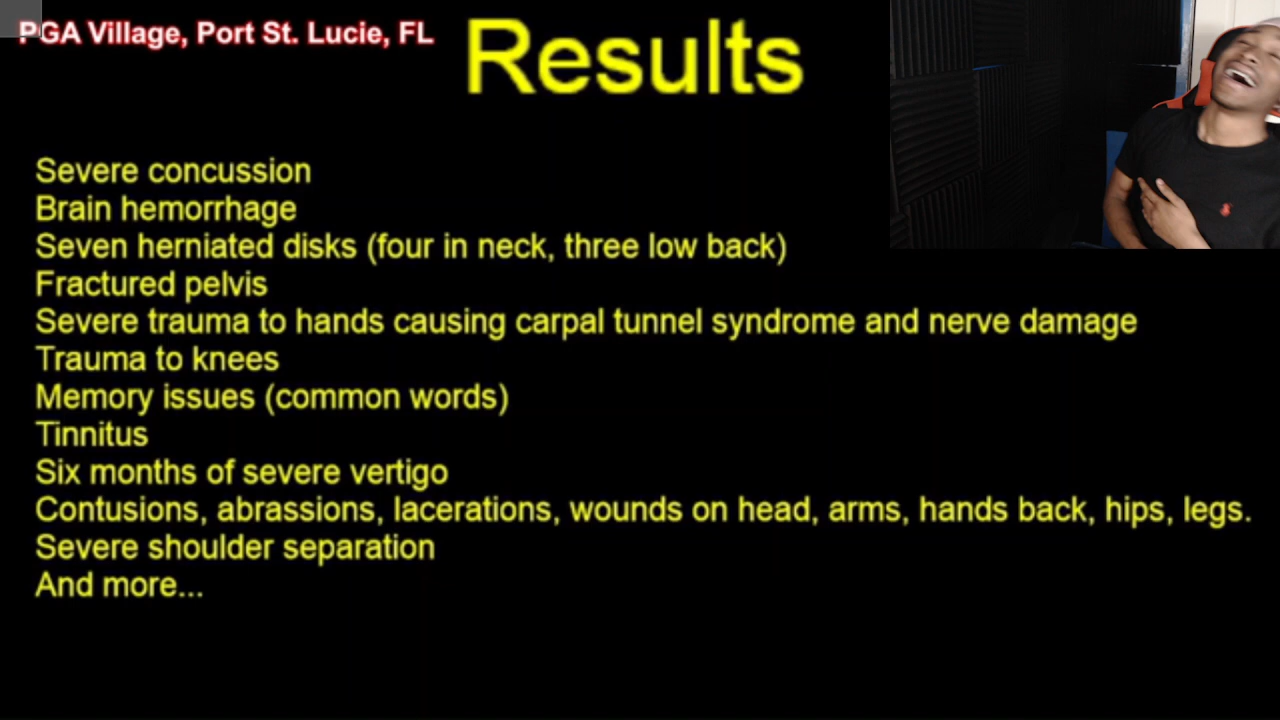 PGA Village, Port St. Lucie, FL
Results
Severe concussion
Brain hemorrhage
Seven herniated disks (four in neck, three low back)
Fractured pelvis
Severe trauma to hands causing carpal tunnel syndrome and nerve damage
Trauma to knees
Memory issues (common words)
Tinnitus
Six months of severe vertigo
Contusions, abrassions, lacerations, wounds on head, arms, hands back, hips, legs.
Severe shoulder separation
And more...